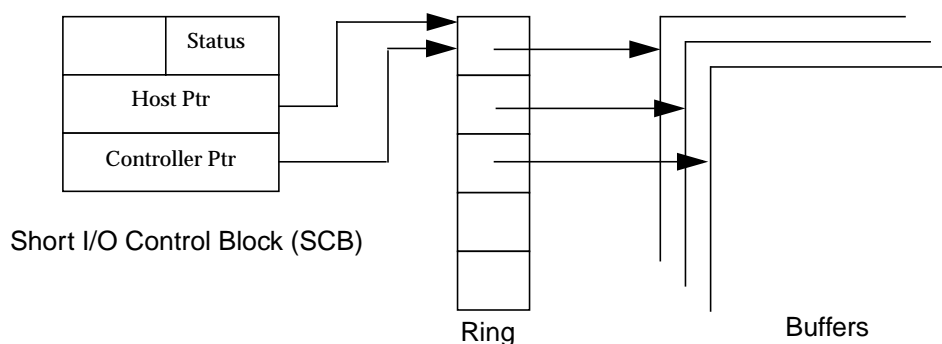 Status
Host Ptr
Controller Ptr
Short I/O Control Block (SCB)
Ring
Buffers